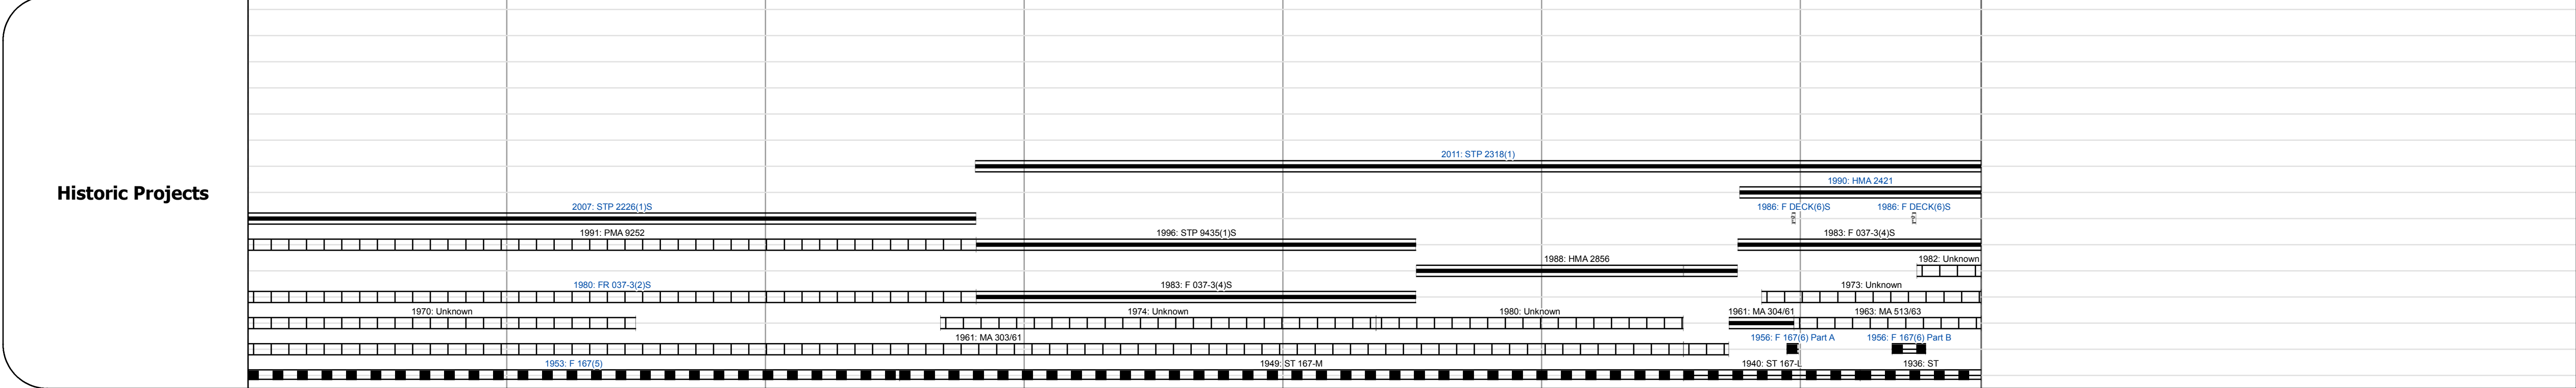 2011: STP 2318(1)
1990: HMA 2421
Historic Projects
2007: STP 2226(1)S
1986: F DECK(6)S
1986: F DECK(6)S
1991: PMA 9252
1996: STP 9435(1)S
1983: F 037-3(4)S
1988: HMA 2856
1982: Unknown
1980: FR 037-3(2)S
1983: F 037-3(4)S
1973: Unknown
1970: Unknown
1974: Unknown
1980: Unknown
1961: MA 304/61
1963: MA 513/63
1961: MA 303/61
1956: F 167(6) Part A
1956: F 167(6) Part B
1953: F 167(5)
1949: ST 167-M
1940: ST 167-L
1936: ST